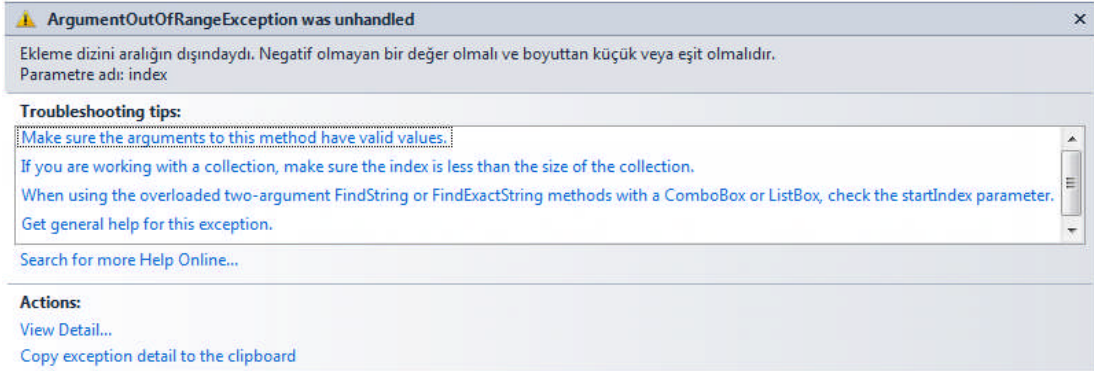 ArgumentOutOfRangeException was unhandled
Ekleme dizini aralığın dışındaydı. Negatif olmayan bir değer olmalı ve boyuttan küçük veya eşit olmalıdır.
Parametre adı: index
Troubleshooting tips:
Make sure the arguments to this method have valid values.
If you are working with a collection, make sure the index is less than the size of the collection.
When using the overloaded two-argument FindString or FindExactString methods with a ComboBox or ListBox, check the startIndex parameter.
Get general help for this exception.
Search for more Help Online...
Actions:
View Detail...
Copy exception detail to the clipboard